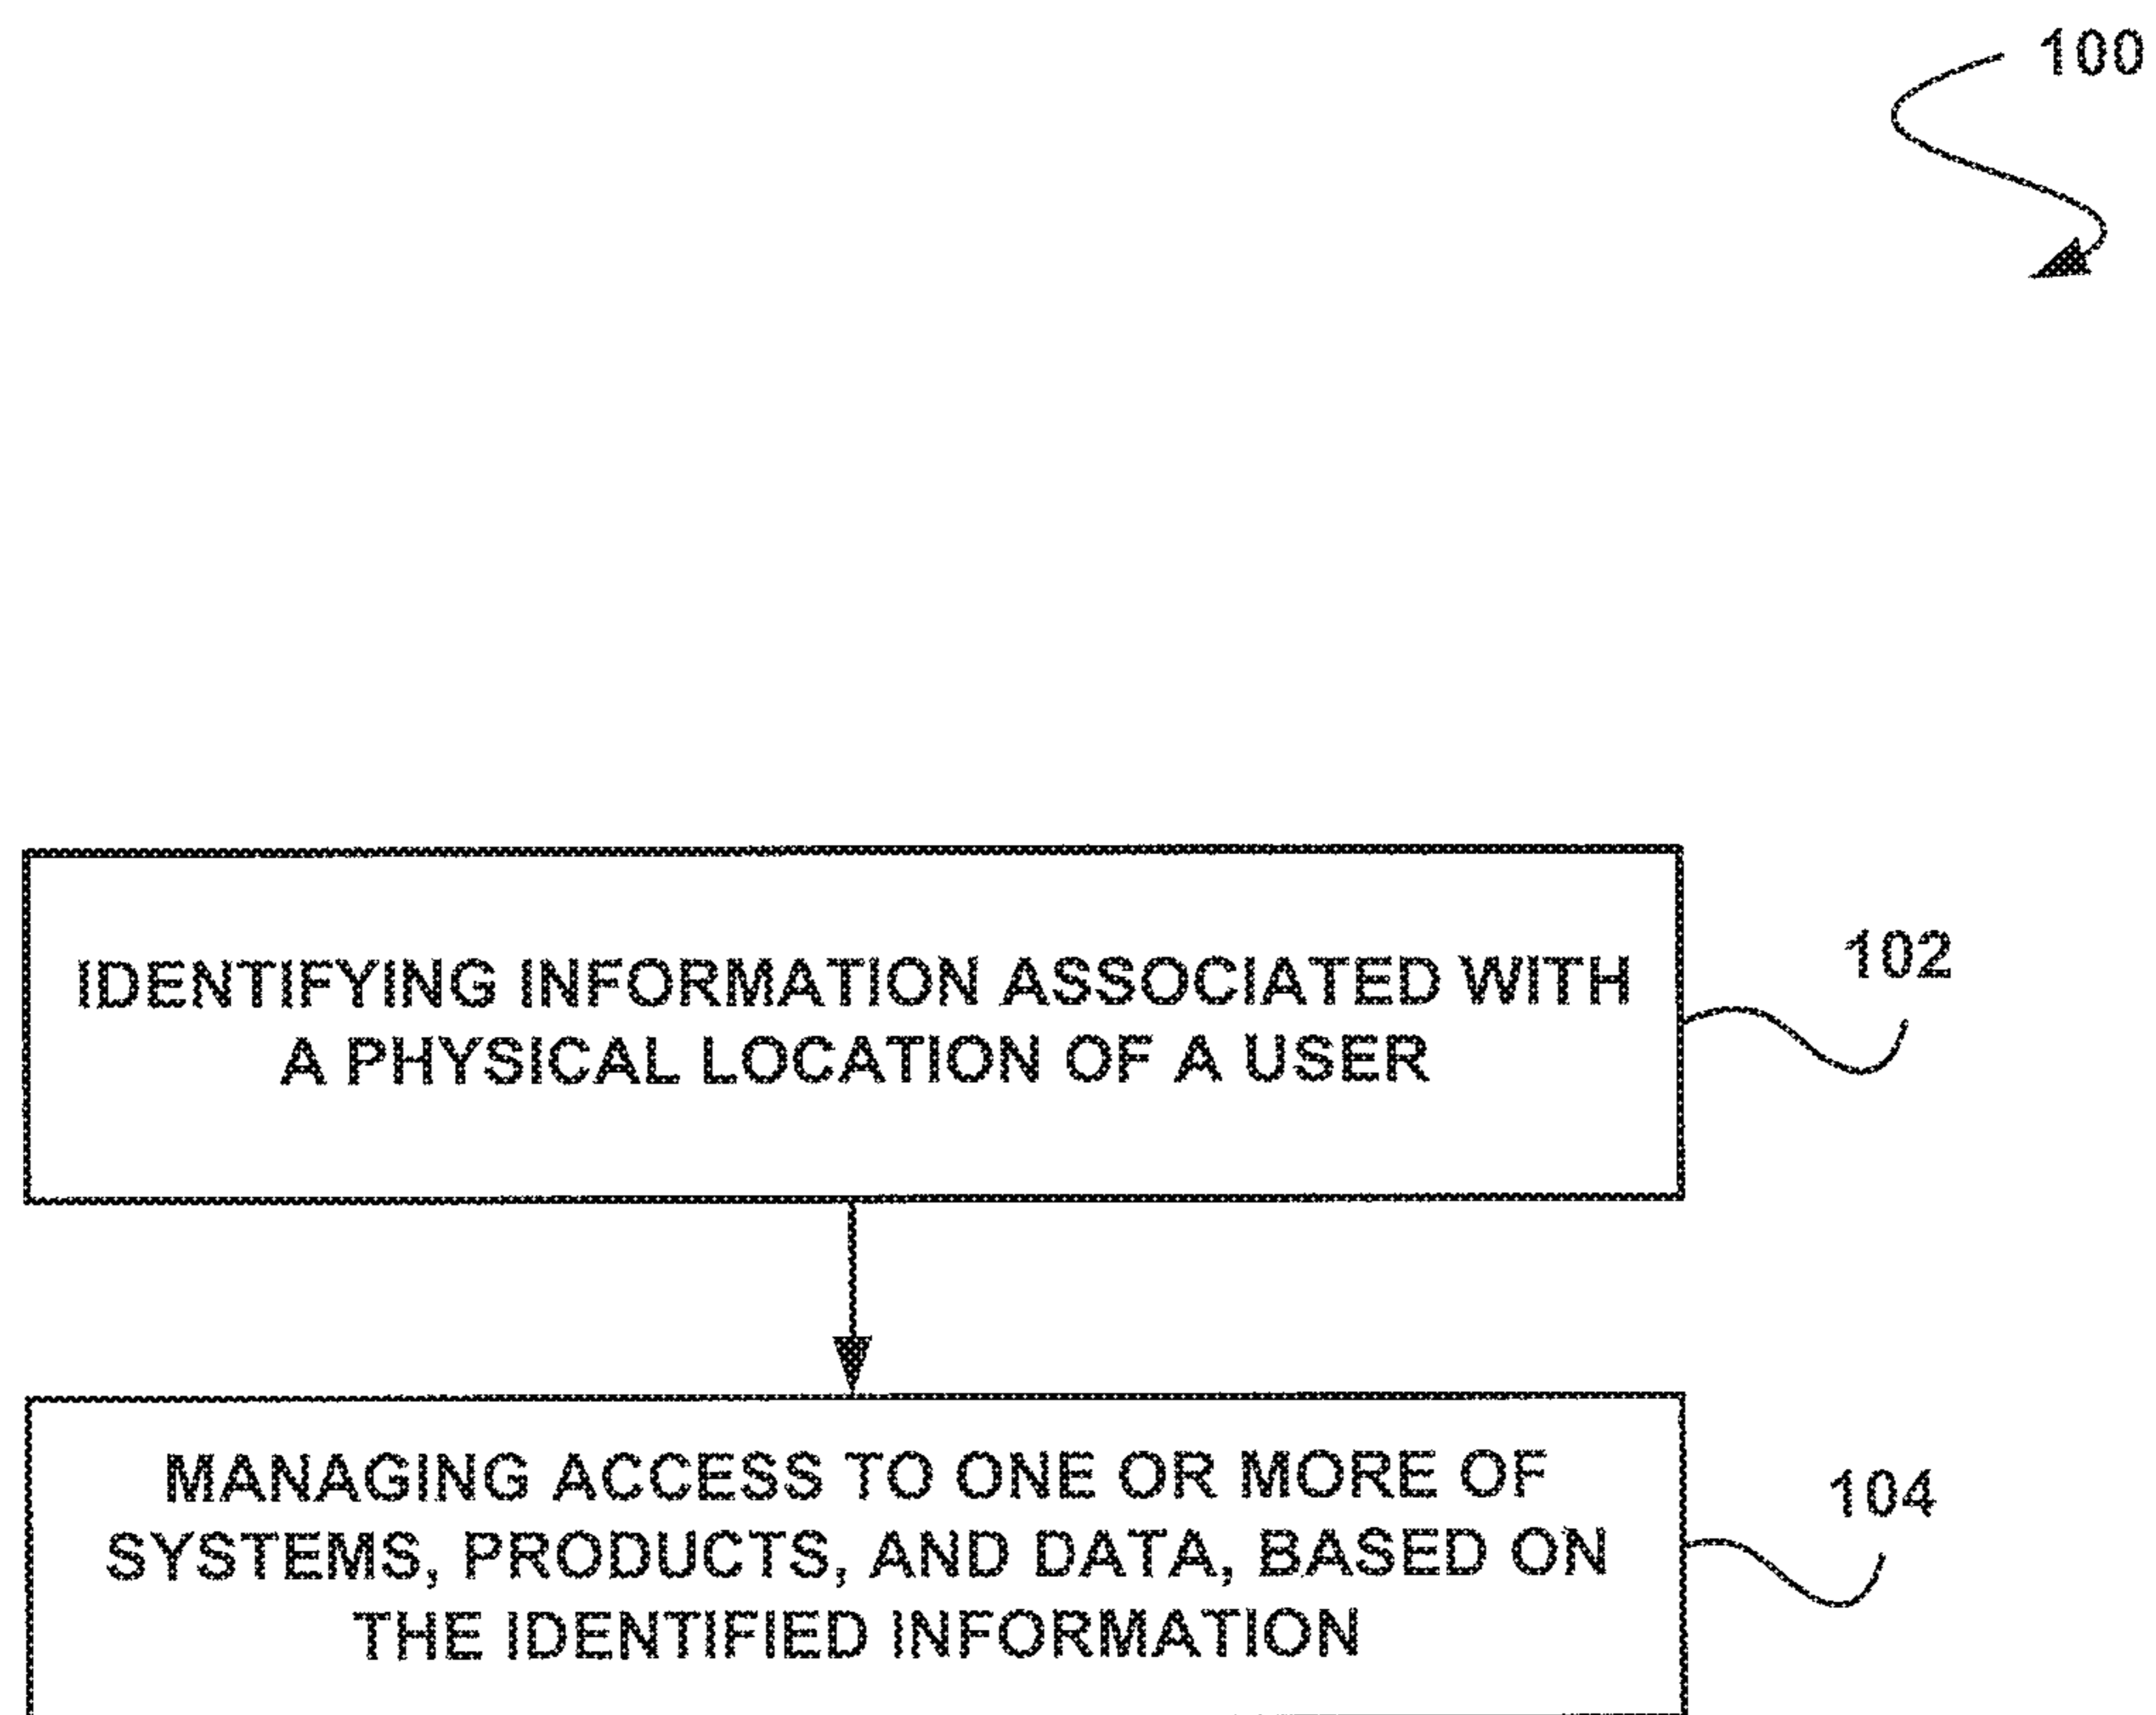 100
IDENTIFYING INFORMATION ASSOCIATED WITH
A PHYSICAL LOCATION OF A USER
102
MANAGING ACCESS TO ONE OR MORE OF
SYSTEMS, PRODUCTS, AND DATA, BASED ON
THE IDENTIFIED INFORMATION
104